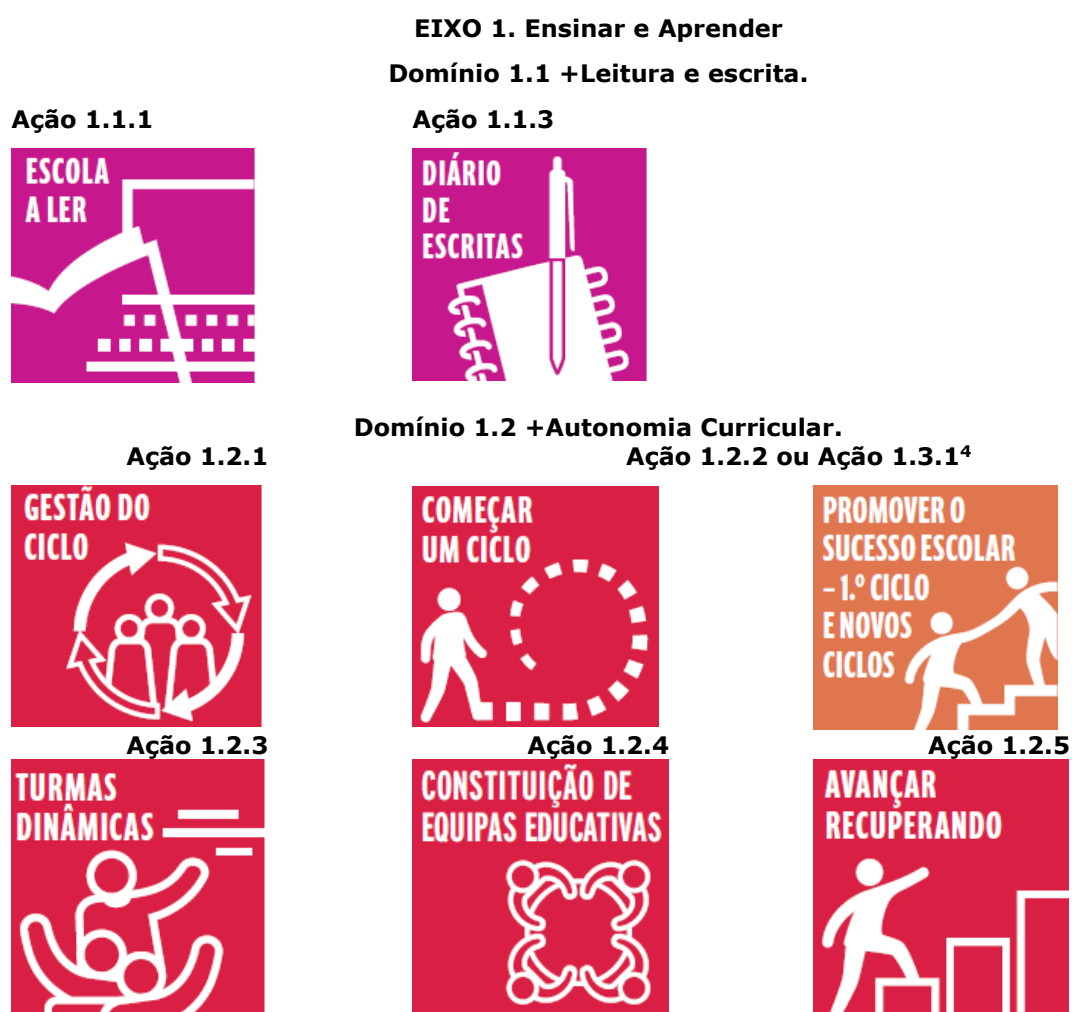 EIXO 1. Ensinar e Aprender
Domínio 1.1 +Leitura e escrita.
Ação 1.1.1
Ação 1.1.3
ESCOLA
A LER
DIÁRIO
DE
ESCRITAS
Domínio 1.2 +Autonomia Curricular.
Ação 1.2.1
Ação 1.2.2 ou Ação 1.3.1⁴
GESTÃO DO
CICLO
COMEÇAR
UM CICLO
PROMOVER O
SUCESSO ESCOLAR
– 1.º CICLO
E NOVOS
CICLOS
Ação 1.2.3
Ação 1.2.4
Ação 1.2.5
TURMAS
DINÂMICAS
CONSTITUIÇÃO DE
EQUIPAS EDUCATIVAS
AVANÇAR
RECUPERANDO